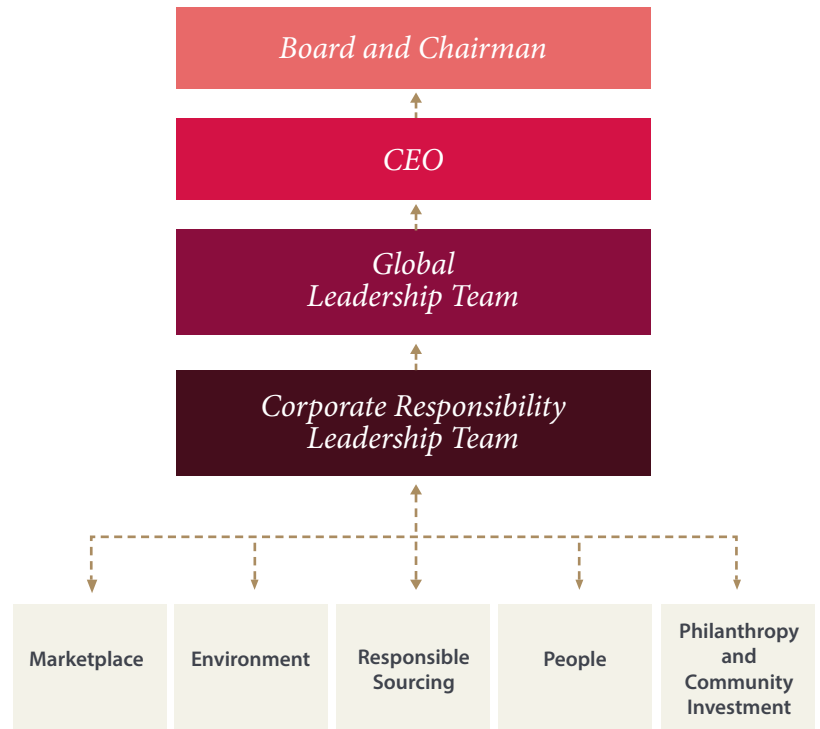 Board and Chairman
CEO
Global
Leadership Team
Corporate Responsibility
Leadership Team
Marketplace
Environment
Responsible
Sourcing
People
Philanthropy
and
Community
Investment